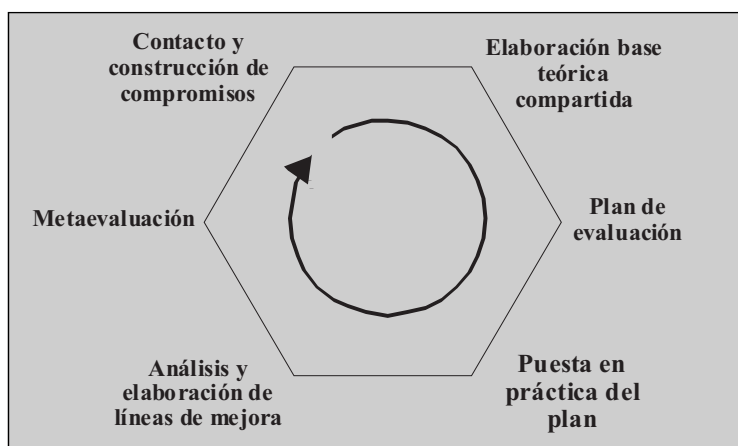 Contacto y
construcción de
compromisos
Elaboración base
teórica
compartida
Plan de
evaluación
Puesta en
práctica del
plan
Análisis y
elaboración de
líneas de mejora
Metaevaluación